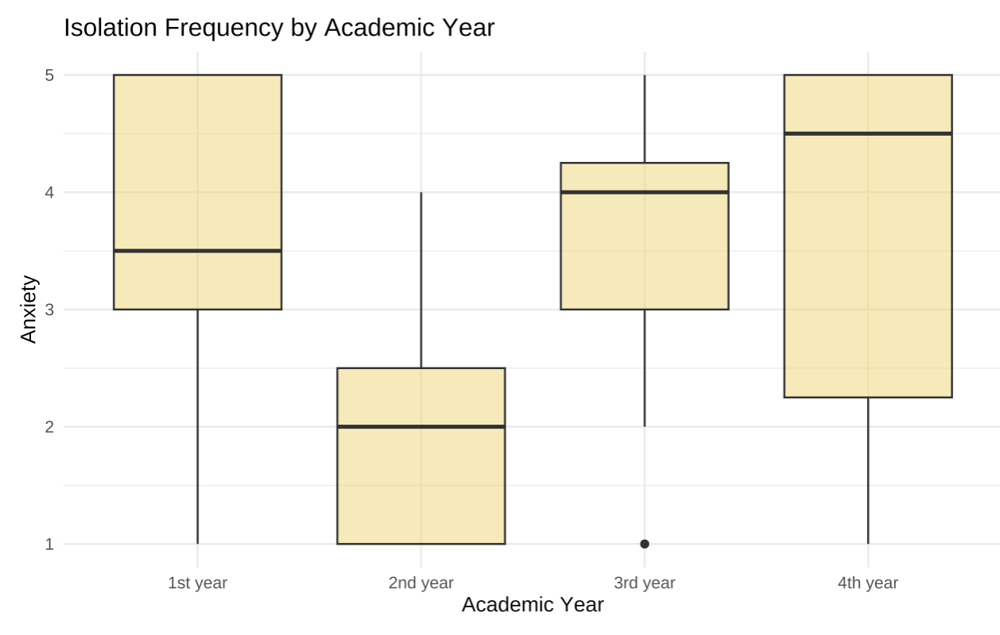 Isolation Frequency by Academic Year
5
4
3
2
1
Anxiety
1st year 2nd year 3rd year 4th year
Academic Year